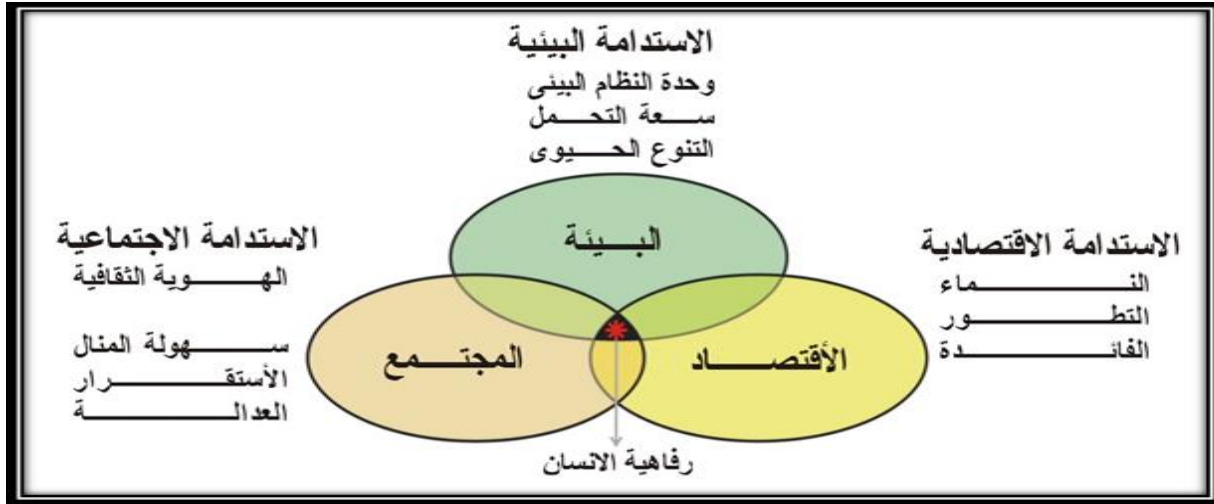 الاستدامة البيئية
وحدة النظام البيئى
سعة التحمل
التنوع الحيوى
البيئة
الاستدامة الاجتماعية
الهوية الثقافية
سهولة المنال
الأستقرار
العدالة
الاستدامة الاقتصادية
النماء
التطور
الفائدة
المجتمع
الأقتصاد
رفاهية الانسان